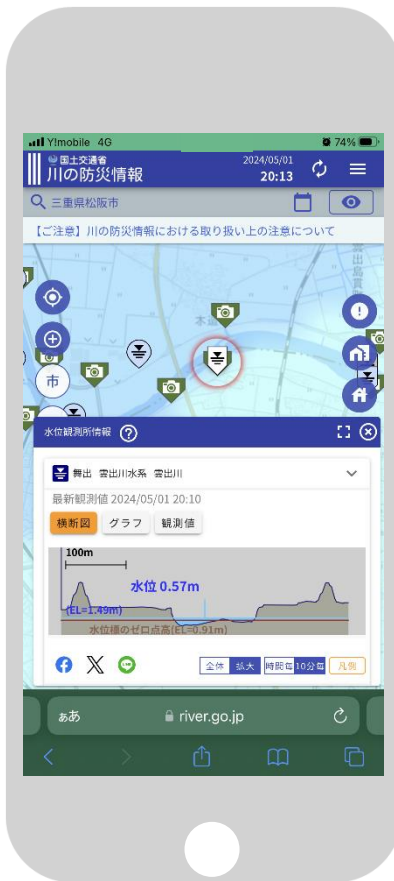 Y!mobile 4G 74%
国土交通省
川の防災情報
2024/05/01
20:13
三重県松阪市
【ご注意】川の防災情報における取り扱い上の注意について
市
水位観測所情報
舞出 雲出川水系 雲出川
最新観測値 2024/05/01 20:10
横断図 グラフ 観測値
100m
水位 0.57m
(EL=1.49m)
水位標のゼロ点高(EL=0.91m)
全体 拡大 時間毎 10分毎 凡例
ぁあ river.go.jp